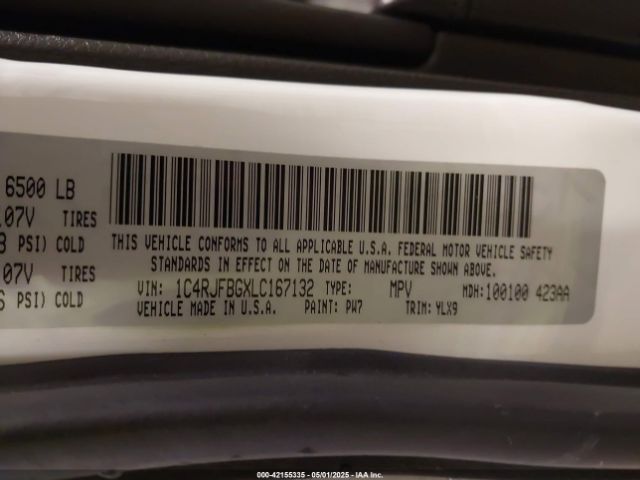 6500 LB
07V TIRES
PSI) COLD
07V TIRES
PSI) COLD
THIS VEHICLE CONFORMS TO ALL APPLICABLE U.S.A. FEDERAL MOTOR VEHICLE SAFETY
STANDARDS IN EFFECT ON THE DATE OF MANUFACTURE SHOWN ABOVE.
VIN: 1C4RJFBGXLC167132 TYPE: MPV MDH:100100 423AA
VEHICLE MADE IN U.S.A. PAINT: PW7 TRIM: YLX9
000-42155335 - 05/01/2025 - IAA Inc.